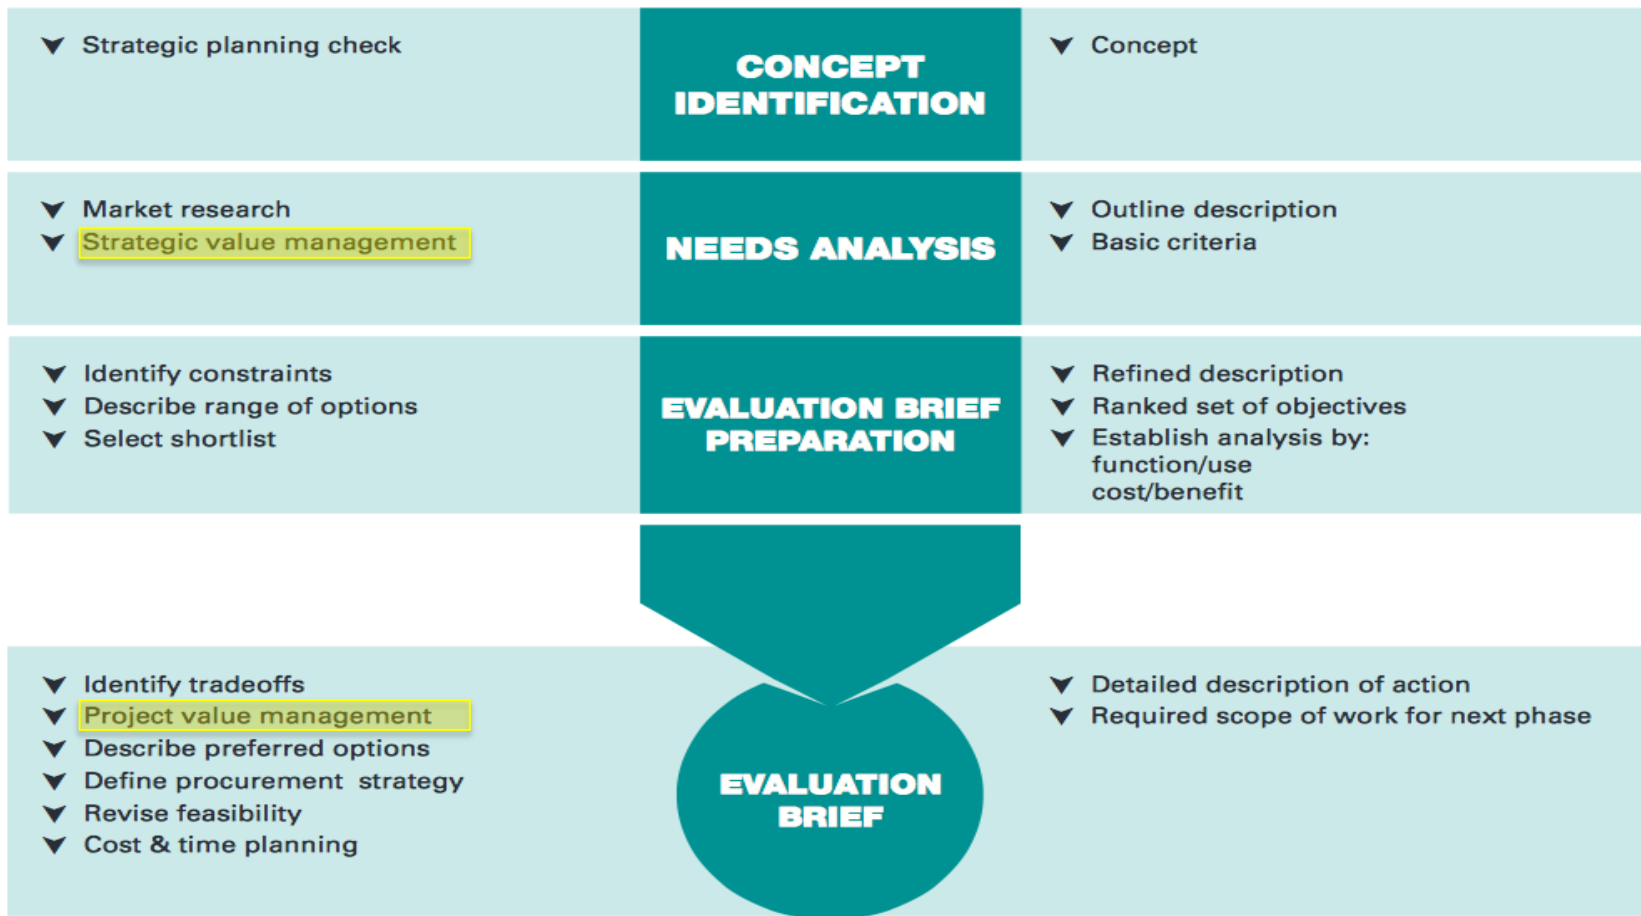 Strategic planning check
CONCEPT
IDENTIFICATION
Concept
Market research
Strategic value management
NEEDS ANALYSIS
Outline description
Basic criteria
Identify constraints
Describe range of options
Select shortlist
EVALUATION BRIEF
PREPARATION
Refined description
Ranked set of objectives
Establish analysis by:
function/use
cost/benefit
Identify tradeoffs
Project value management
Describe preferred options
Define procurement strategy
Revise feasibility
Cost & time planning
EVALUATION
BRIEF
Detailed description of action
Required scope of work for next phase